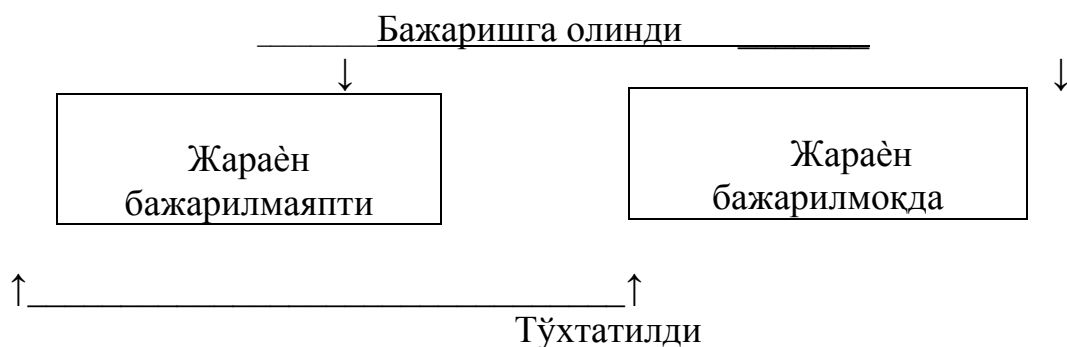 Бажаришга олинди
Жараѐн
бажарилмаяпти
Жараѐн
бажарилмоқда
Тўхтатилди